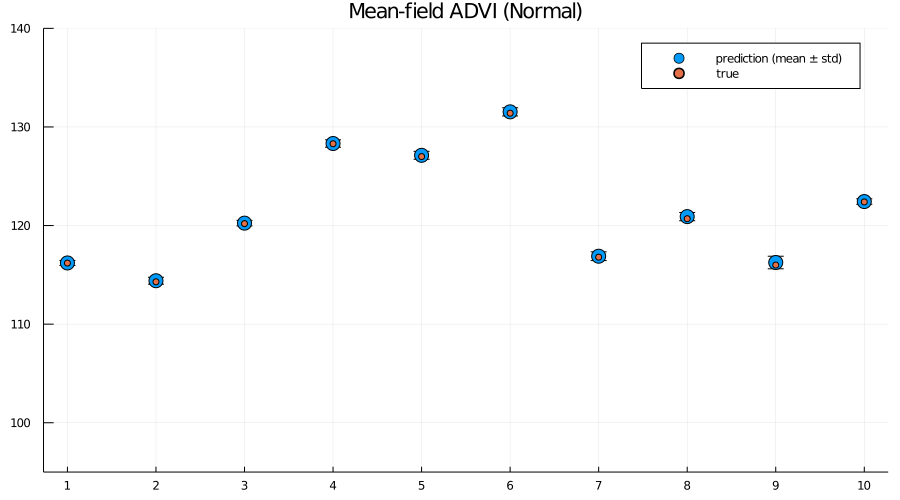 Mean-field ADVI (Normal)
140
prediction (mean ± std)
true
130
120
110
100
1 2 3 4 5 6 7 8 9 10